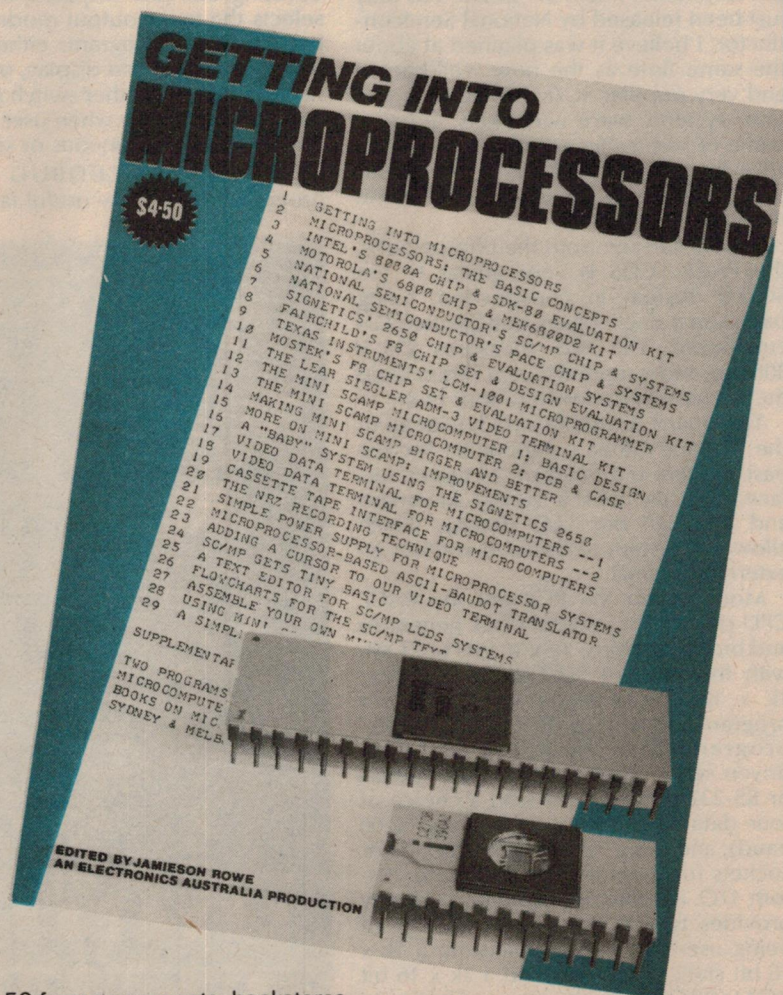 GETTING INTO
MICROPROCESSORS
$4·50
1 GETTING INTO MICROPROCESSORS
2 MICROPROCESSORS: THE BASIC CONCEPTS
3 INTEL'S 8080A CHIP & SDK-80 EVALUATION KIT
4 MOTOROLA'S 6800 CHIP & MEK6800D2 KIT
5 NATIONAL SEMICONDUCTOR'S SC/MP CHIP & SYSTEMS
6 NATIONAL SEMICONDUCTOR'S PACE CHIP & SYSTEMS
7 SIGNETICS' 2650 CHIP & EVALUATION SYSTEMS
8 FAIRCHILD'S F8 CHIP SET & DESIGN EVALUATION KIT
9 TEXAS INSTRUMENTS' LCM-1001 MICROPROGRAMMER
10 MOSTEK'S F8 CHIP SET & EVALUATION KIT
11 THE LEAR SIEGLER ADM-3 VIDEO TERMINAL KIT
12 THE MINI SCAMP MICROCOMPUTER 1: BASIC DESIGN
13 THE MINI SCAMP MICROCOMPUTER 2: PCB & CASE
14 MAKING MINI SCAMP BIGGER AND BETTER
15 MORE ON MINI SCAMP: IMPROVEMENTS
16 A "BABY" SYSTEM USING THE SIGNETICS 2650
17 VIDEO DATA TERMINAL FOR MICROCOMPUTERS --1
18 VIDEO DATA TERMINAL FOR MICROCOMPUTERS --2
19 CASSETTE TAPE INTERFACE FOR MICROCOMPUTERS
20 THE NRZ RECORDING TECHNIQUE
21 SIMPLE POWER SUPPLY FOR MICROPROCESSOR SYSTEMS
22 MICROPROCESSOR-BASED ASCII-BAUDOT TRANSLATOR
23 ADDING A CURSOR TO OUR VIDEO TERMINAL
24 SC/MP GETS TINY BASIC
25 A TEXT EDITOR FOR SC/MP LCDS SYSTEMS
26 FLOWCHARTS FOR THE SC/MP TEXT
27 ASSEMBLE YOUR OWN
28 USING MINI
29 A SIMPL
SUPPLEMENTAR
TWO PROGRAMS
MICROCOMPUTE
BOOKS ON MIC
SYDNEY & MELB
C2708
EDITED BY JAMIESON ROWE
AN ELECTRONICS AUSTRALIA PRODUCTION